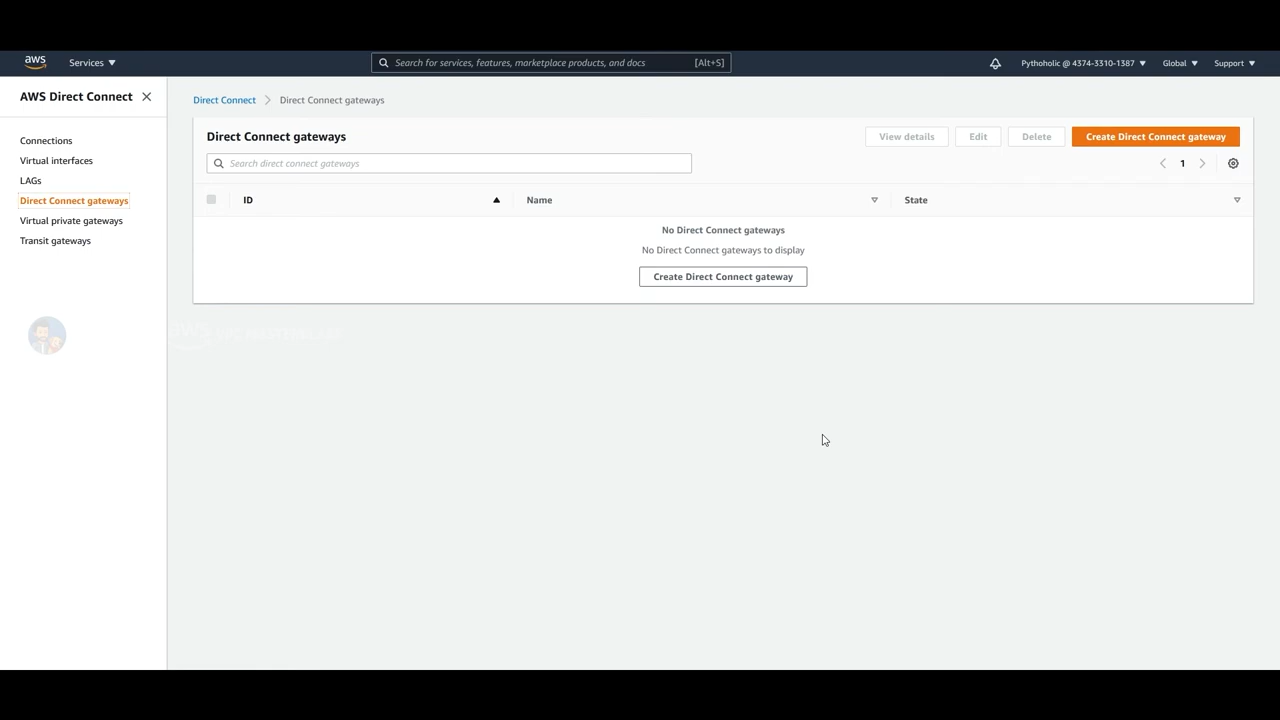 aws
Services
Search for services, features, marketplace products, and docs
[Alt+S]
Pythoholic @ 4374-3310-1387
Global
Support
AWS Direct Connect
Connections
Virtual interfaces
LAGs
Direct Connect gateways
Virtual private gateways
Transit gateways
Direct Connect
Direct Connect gateways
Direct Connect gateways
View details
Edit
Delete
Create Direct Connect gateway
Search direct connect gateways
1
ID
Name
State
No Direct Connect gateways
No Direct Connect gateways to display
Create Direct Connect gateway
aws